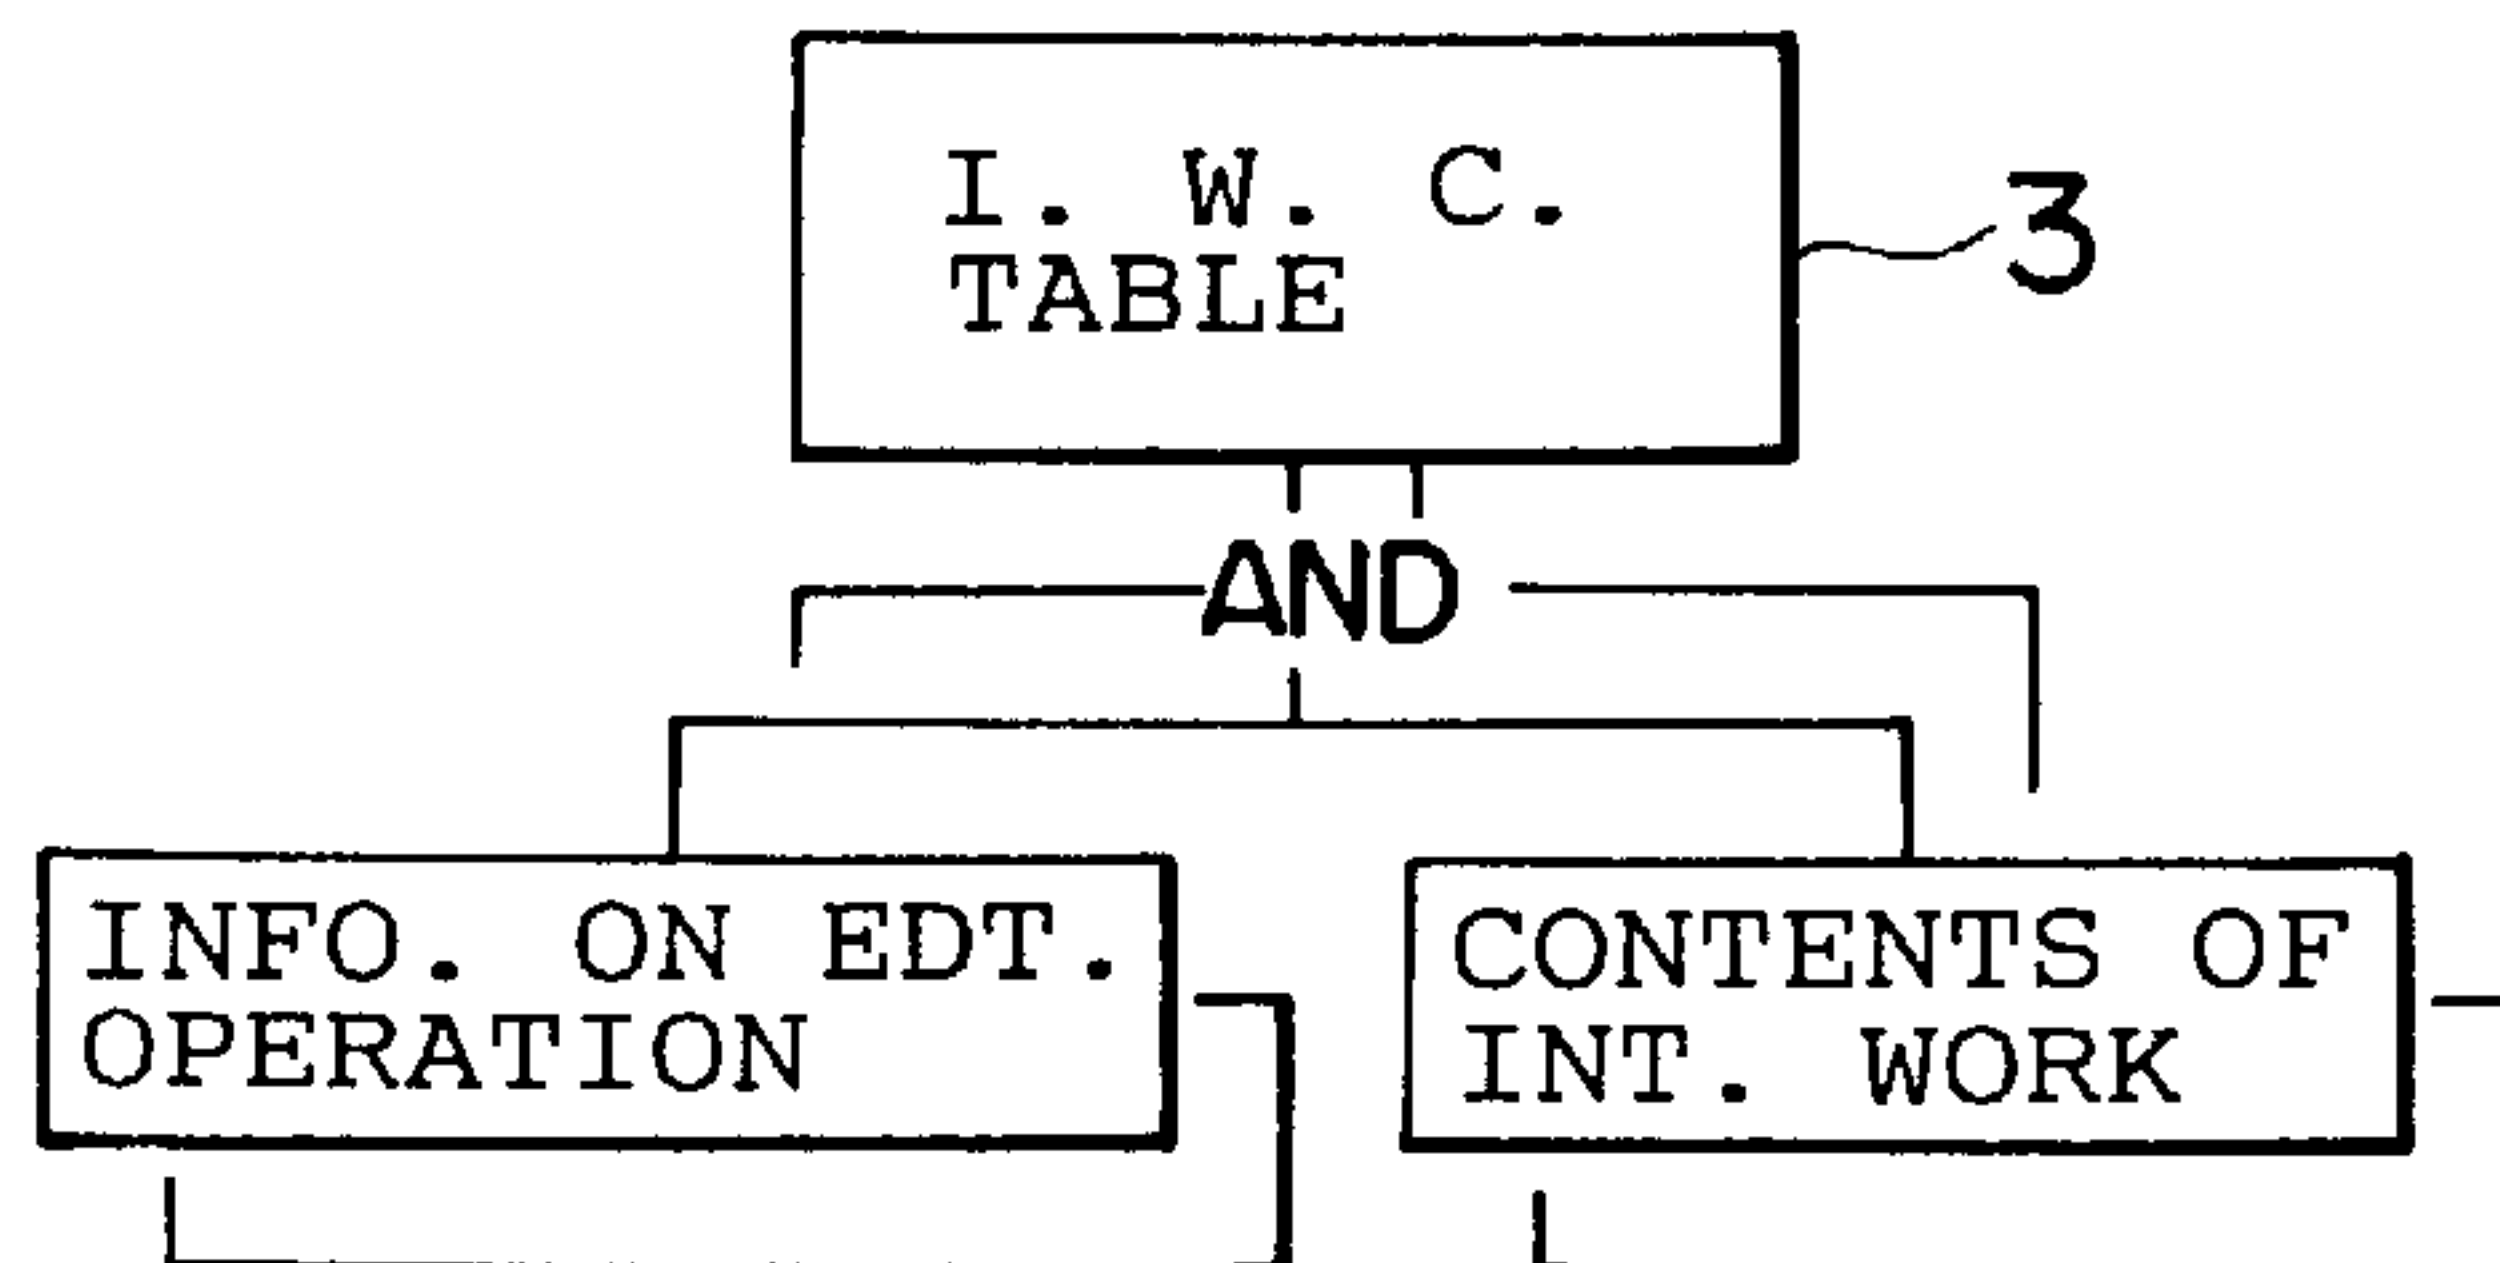 I. W. C.
TABLE
3
AND
INFO. ON EDT.
OPERATION
CONTENTS OF
INT. WORK